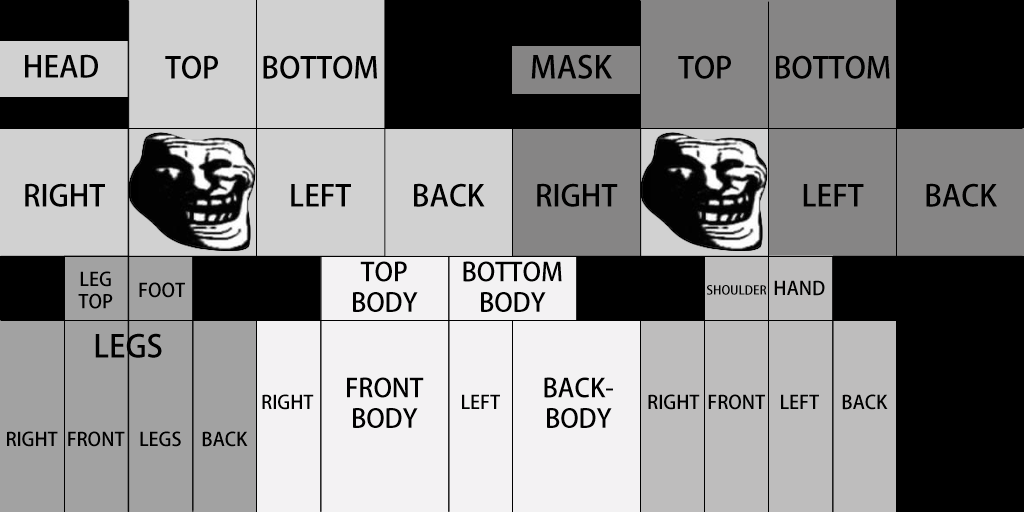 HEAD
TOP
BOTTOM
MASK
TOP
BOTTOM
RIGHT
LEFT
BACK
RIGHT
LEFT
BACK
LEG
TOP
FOOT
TOP
BODY
BOTTOM
BODY
SHOULDER
HAND
LEGS
RIGHT
FRONT
LEGS
BACK
RIGHT
FRONT
BODY
LEFT
BACK-
BODY
RIGHT
FRONT
LEFT
BACK